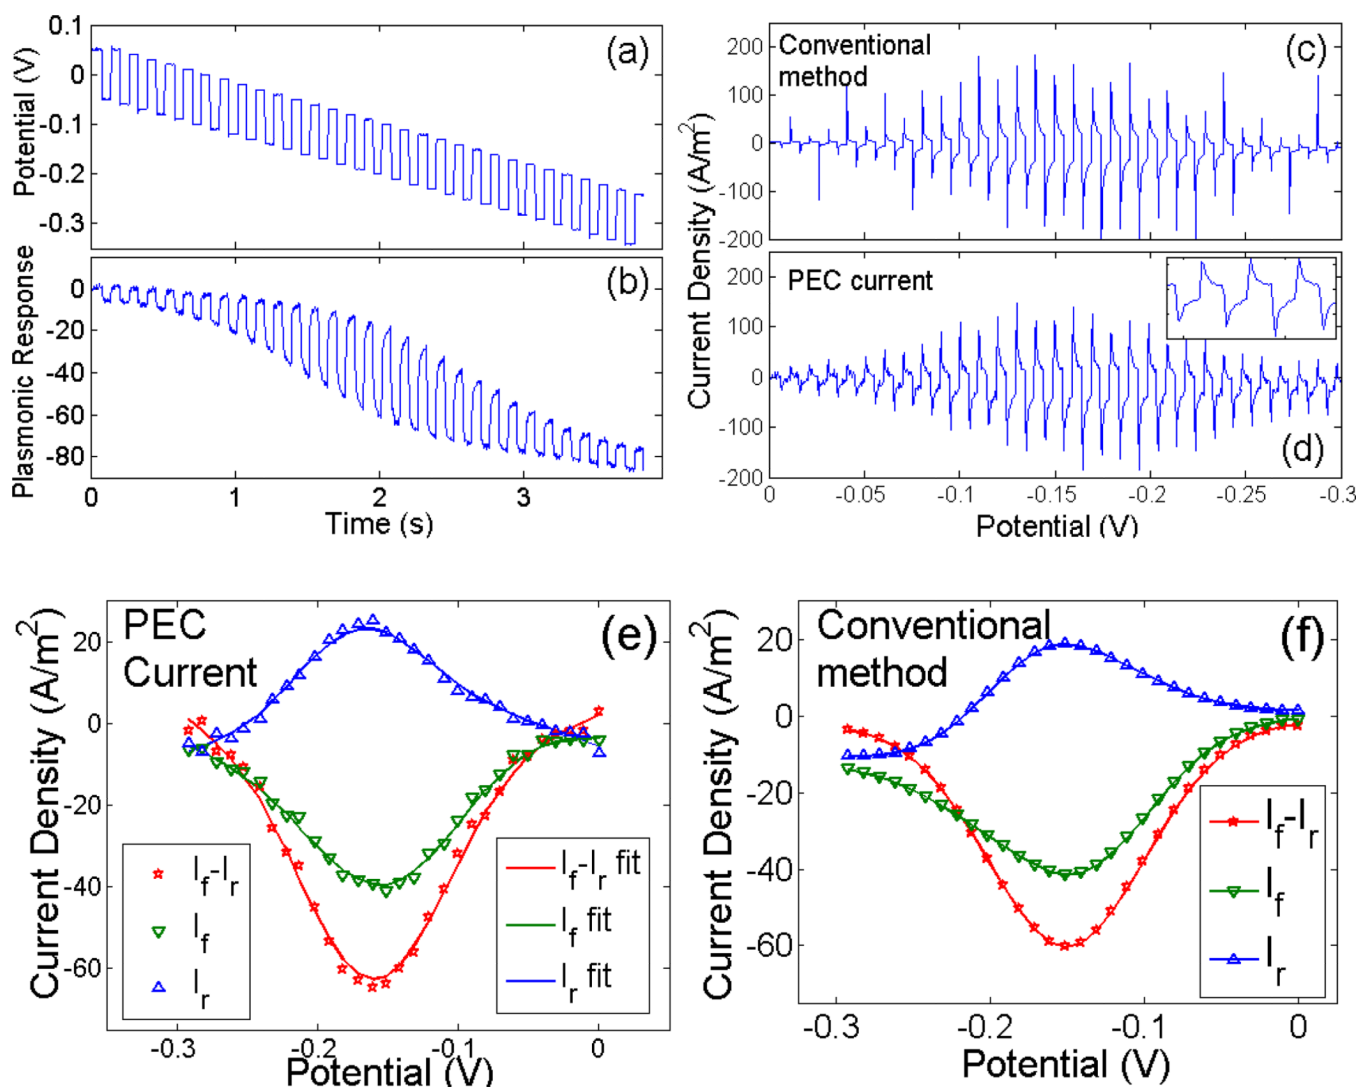 0.1
0
-0.1
-0.2
-0.3
Potential (V)
(a)
0
-20
-40
-60
-80
Plasmonic Response
(b)
0 1 2 3
Time (s)
200
100
0
-100
200
Conventional
method
(c)
Current Density (A/m²)
200
100
0
-100
-200
PEC current
(d)
0 -0.05 -0.1 -0.15 -0.2 -0.25 -0.3
Potential (V)
20
0
-20
-40
-60
Current Density (A/m²)
PEC
Current
(e)
If-Ir
If
Ir
If-Ir fit
If fit
Ir fit
-0.3 -0.2 -0.1 0
Potential (V)
20
0
-20
-40
-60
Current Density (A/m²)
Conventional
method
(f)
If-Ir
If
Ir
-0.3 -0.2 -0.1 0
Potential (V)